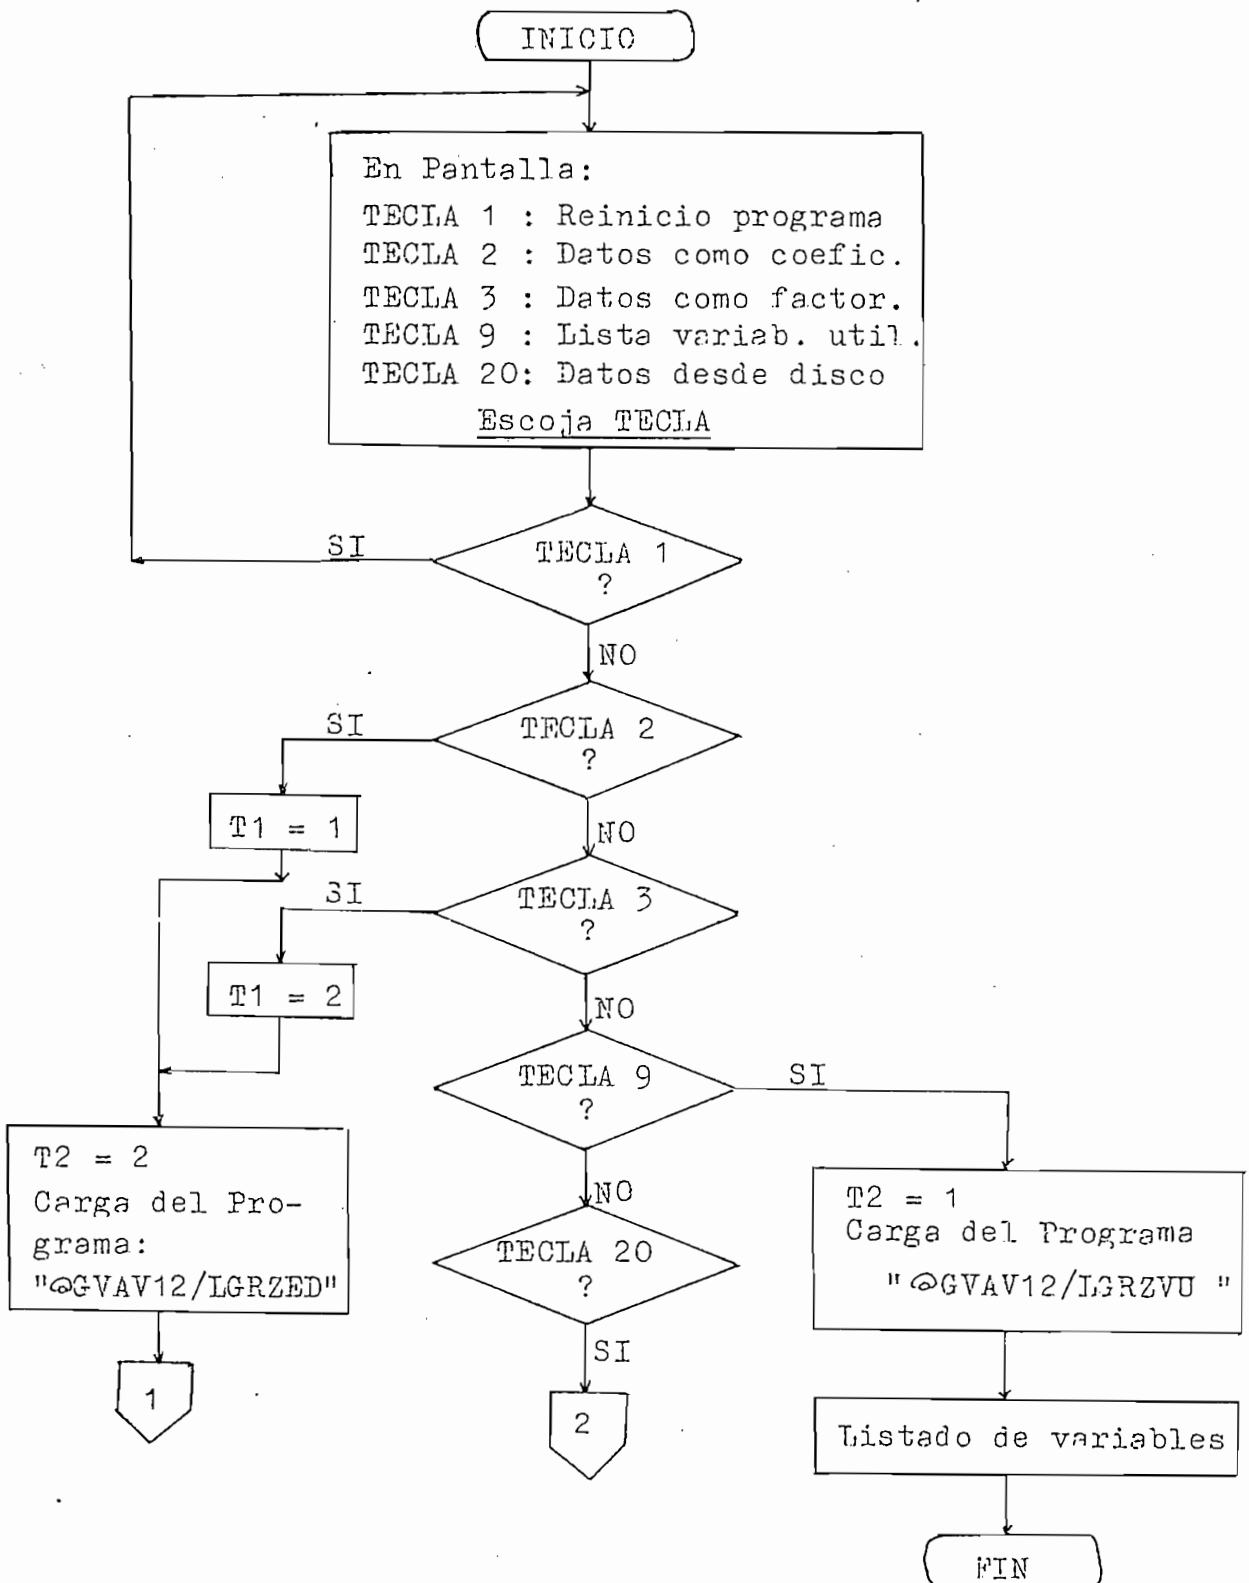 INICIO
En Pantalla:
TECLA 1 : Reinicio programa
TECLA 2 : Datos como coefic.
TECLA 3 : Datos como factor.
TECLA 9 : Lista variab. util.
TECLA 20: Datos desde disco
Escoja TECLA
SI
TECLA 1
?
NO
SI
TECLA 2
?
T1 = 1
NO
SI
TECLA 3
?
T1 = 2
NO
TECLA 9
?
SI
T2 = 2
Carga del Pro-
grama:
"@GVAV12/LGRZED"
NO
TECLA 20
?
T2 = 1
Carga del Programa
"@GVAV12/LGRZVU "
SI
1
2
Listado de variables
FIN